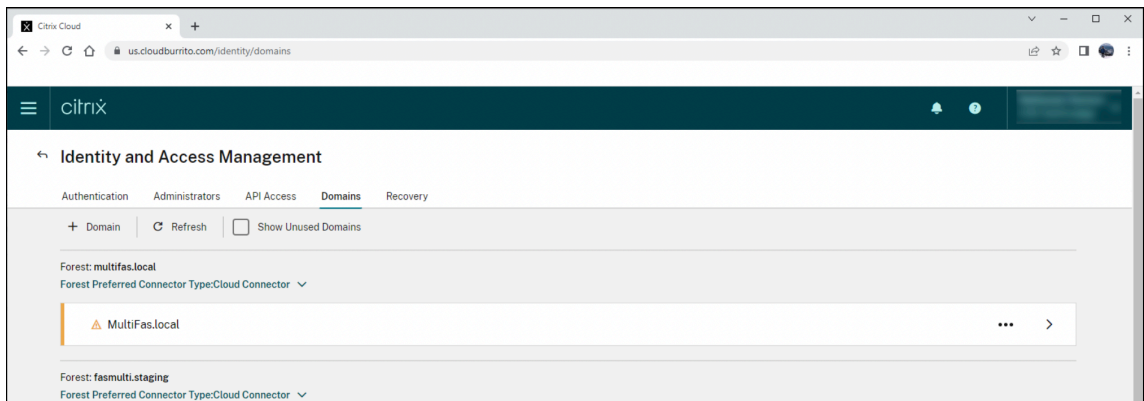 Citrix Cloud
us.cloudburrito.com/identity/domains
citrix
Identity and Access Management
Authentication Administrators API Access Domains Recovery
+ Domain Refresh Show Unused Domains
Forest: multifas.local
Forest Preferred Connector Type:Cloud Connector
MultiFas.local
Forest: fasmulti.staging
Forest Preferred Connector Type:Cloud Connector